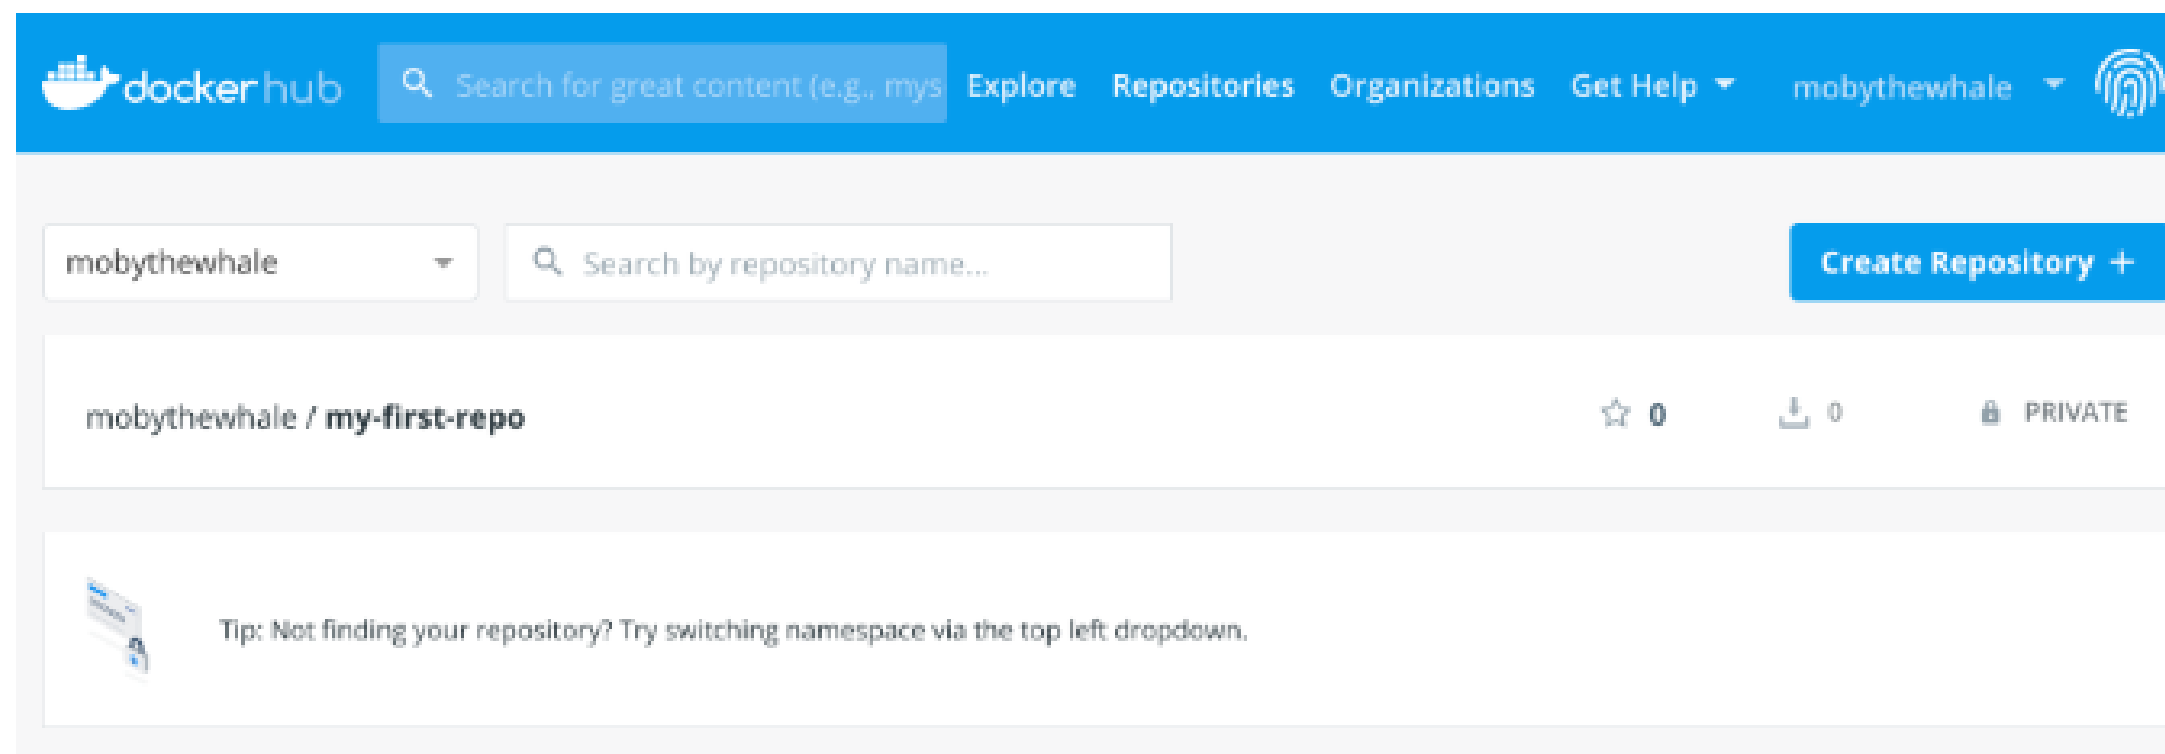 dockerhub Search for great content (e.g., mys Explore Repositories Organizations Get Help mobythewhale
mobythewhale Search by repository name... Create Repository +
mobythewhale / my-first-repo 0 0 PRIVATE
Tip: Not finding your repository? Try switching namespace via the top left dropdown.